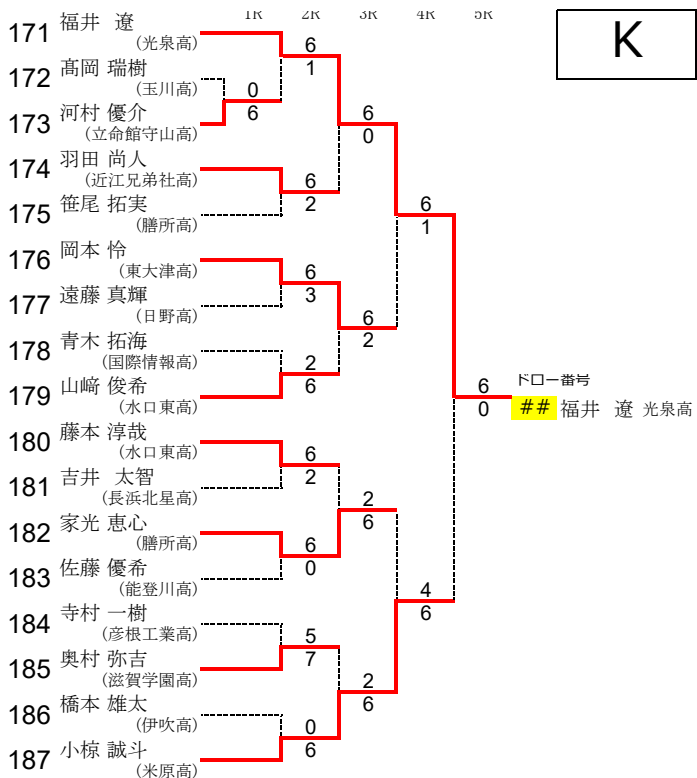 1R 2R 3R 4R 5R
K
171 福井 遼
(光泉高)
6
1
172 髙岡 瑞樹
(玉川高)
0
6
173 河村 優介
(立命館守山高)
6
0
174 羽田 尚人
(近江兄弟社高)
6
2
175 笹尾 拓実
(膳所高)
6
1
176 岡本 怜
(東大津高)
6
3
177 遠藤 真輝
(日野高)
6
2
178 青木 拓海
(国際情報高)
2
6
179 山﨑 俊希
(水口東高)
6
0
ドロー番号
## 福井 遼 光泉高
180 藤本 淳哉
(水口東高)
6
2
181 吉井 太智
(長浜北星高)
2
6
182 家光 恵心
(膳所高)
6
0
183 佐藤 優希
(能登川高)
4
6
184 寺村 一樹
(彦根工業高)
5
7
185 奥村 弥吉
(滋賀学園高)
2
6
186 橋本 雄太
(伊吹高)
0
6
187 小椋 誠斗
(米原高)